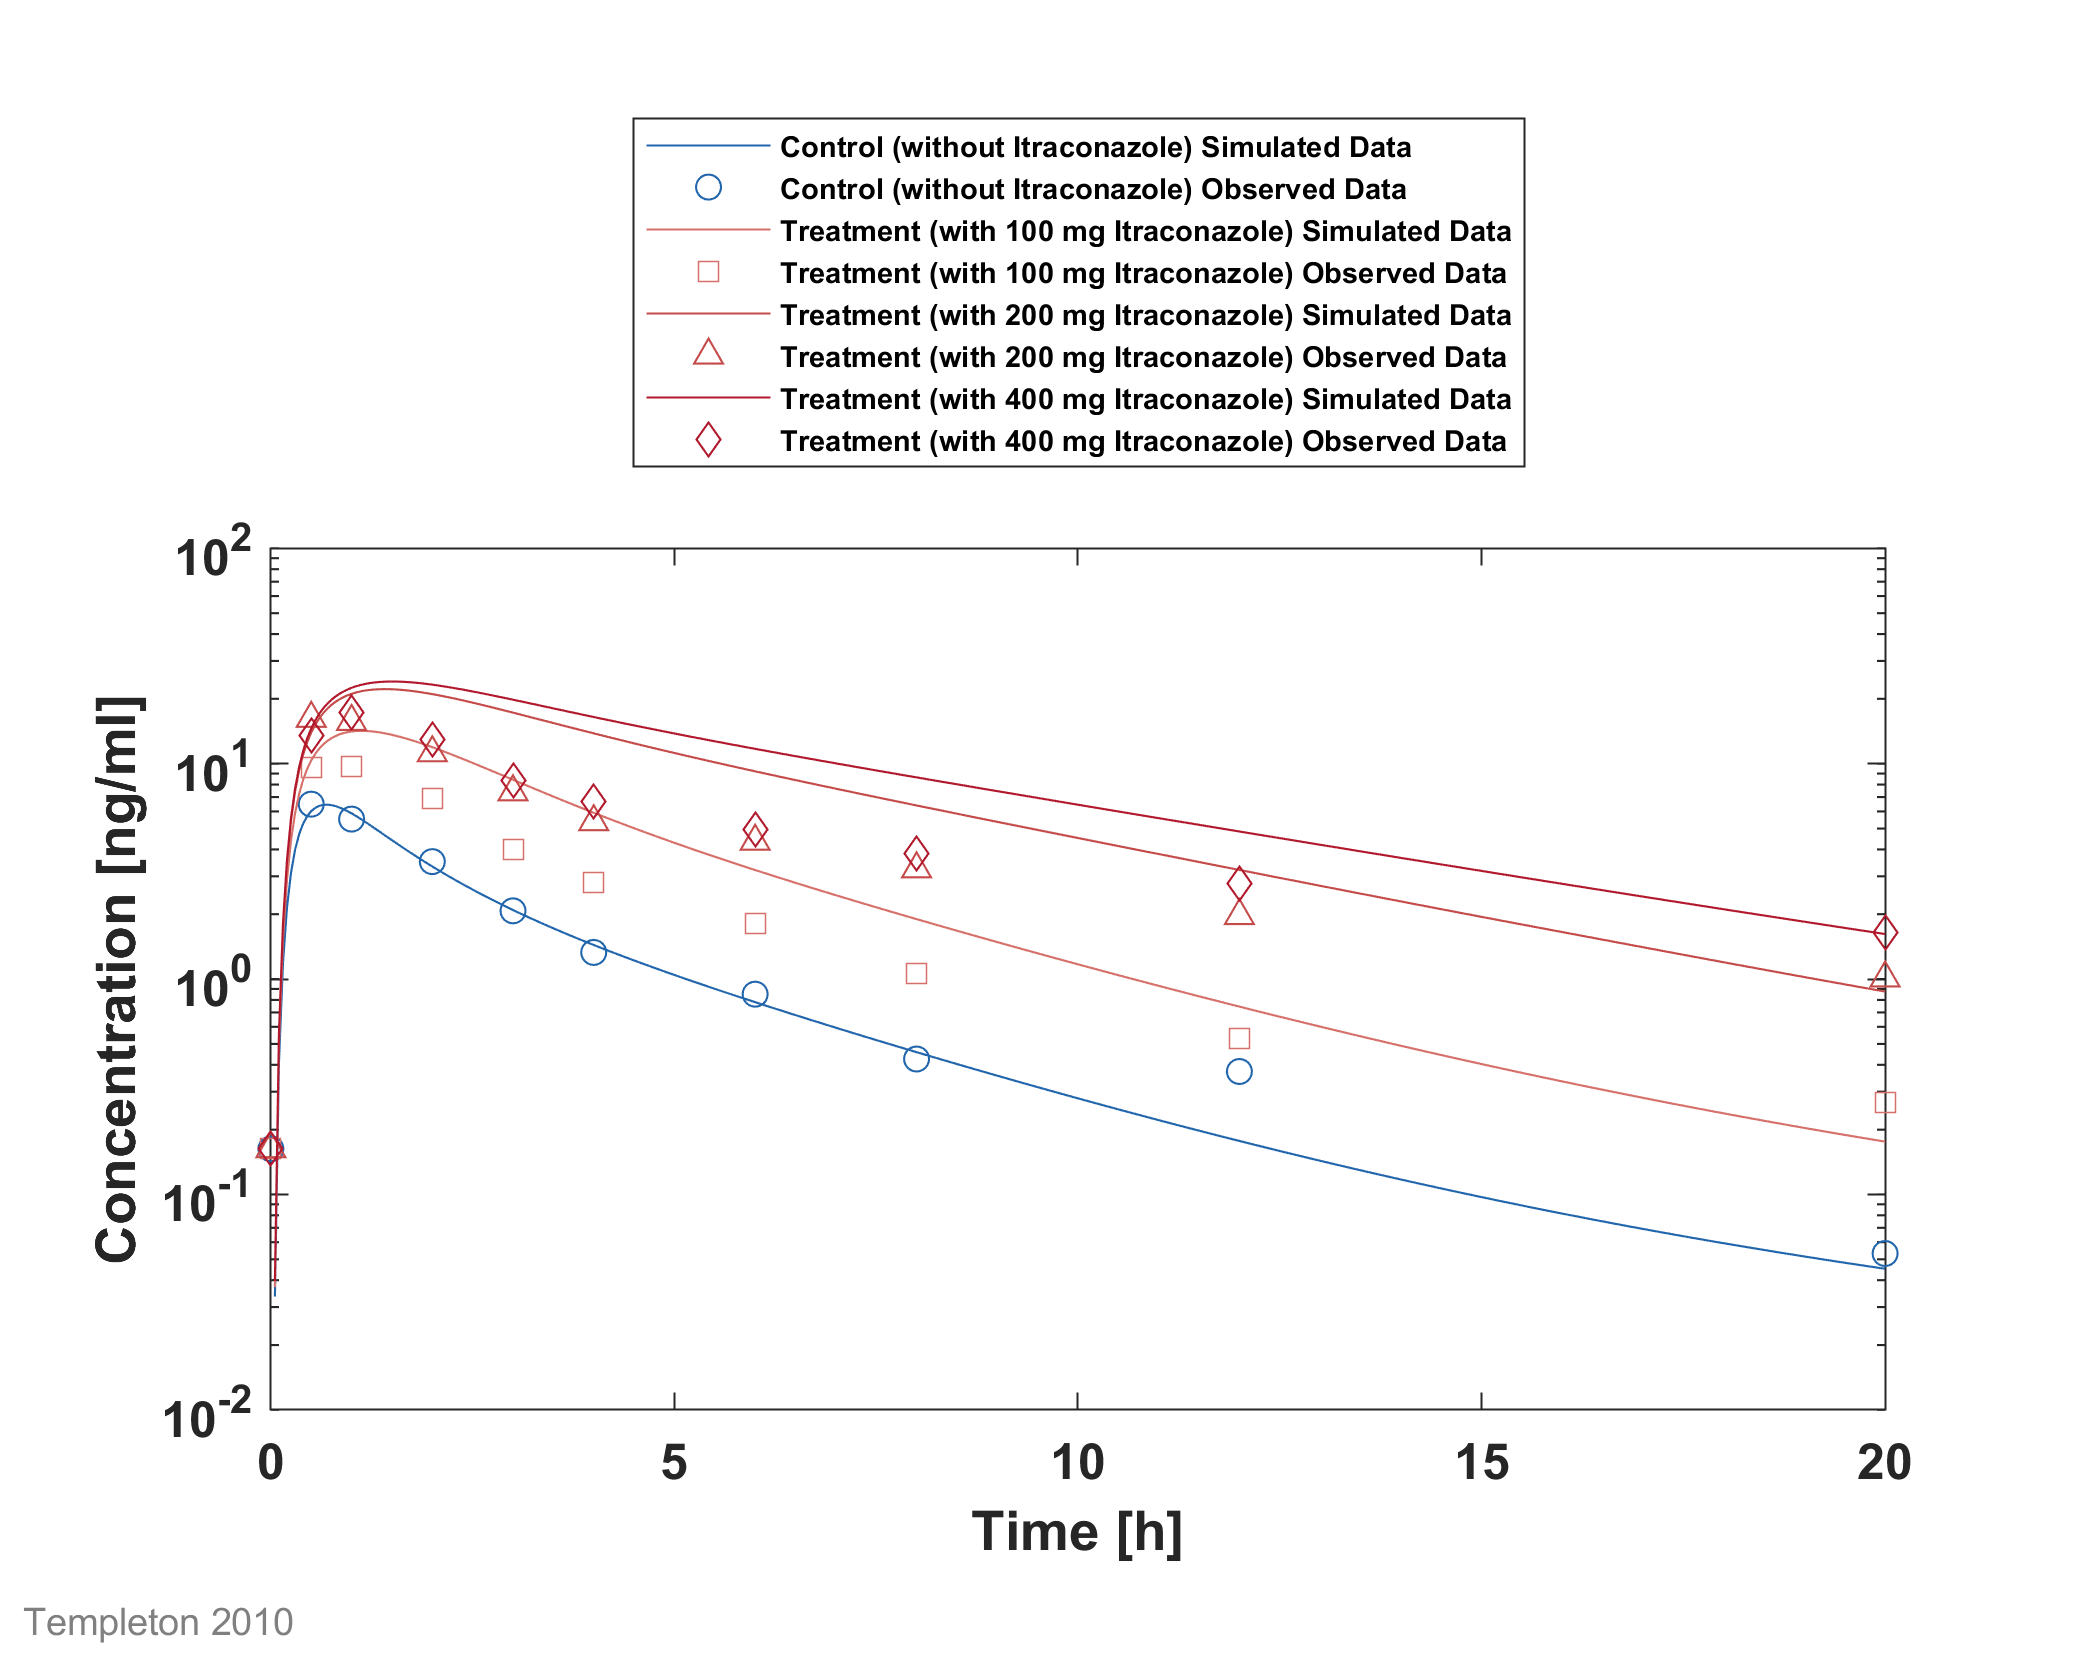 Control (without Itraconazole) Simulated Data
Control (without Itraconazole) Observed Data
Treatment (with 100 mg Itraconazole) Simulated Data
Treatment (with 100 mg Itraconazole) Observed Data
Treatment (with 200 mg Itraconazole) Simulated Data
Treatment (with 200 mg Itraconazole) Observed Data
Treatment (with 400 mg Itraconazole) Simulated Data
Treatment (with 400 mg Itraconazole) Observed Data
Concentration [ng/ml]
10^2
10^1
10^0
10^-1
10^-2
0 5 10 15 20
Time [h]
Templeton 2010